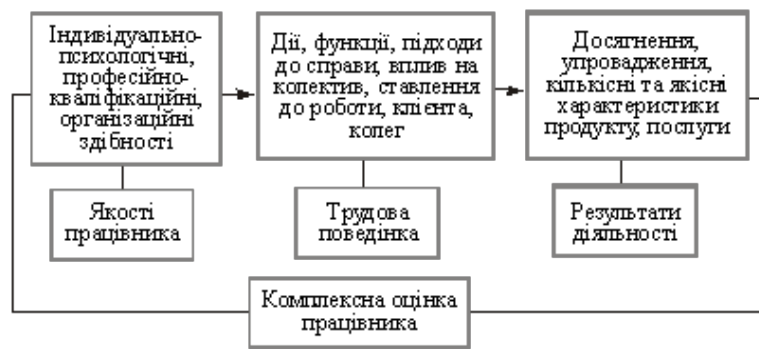 Індивідуально-
психологічні,
професійно-
кваліфікаційні,
організаційні
здібності
Дії, функції, підходи
до справи, вплив на
колектив, ставлення
до роботи, клієнта,
колег
Досягнення,
упровадження,
кількісні та якісні
характеристики
продукту, послуги
Якості
працівника
Трудова
поведінка
Результати
діяльності
Комплексна оцінка
працівника